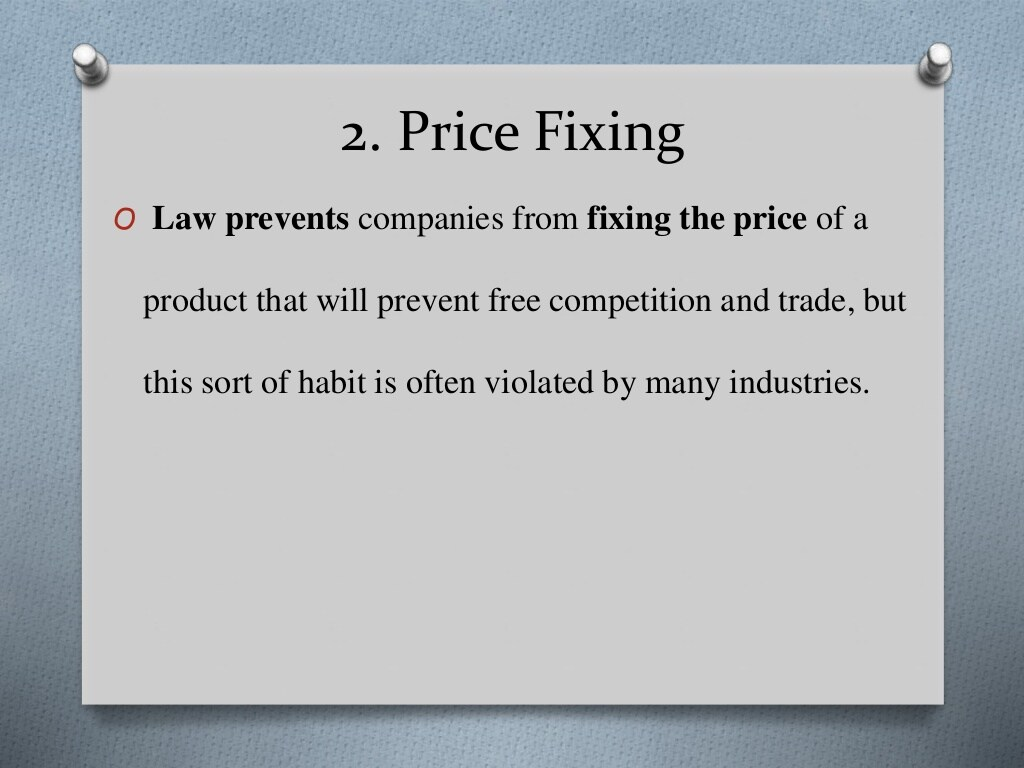 2. Price Fixing
O Law prevents companies from fixing the price of a
product that will prevent free competition and trade, but
this sort of habit is often violated by many industries.